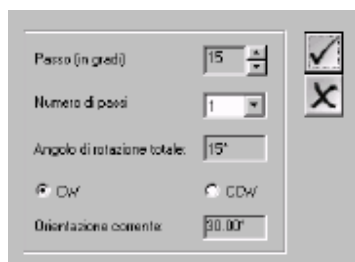 Passo (in gradi) 15
Numero di passi 1
Angolo di rotazione totale: 15°
CW CCW
Orientazione corrente: 30.00°